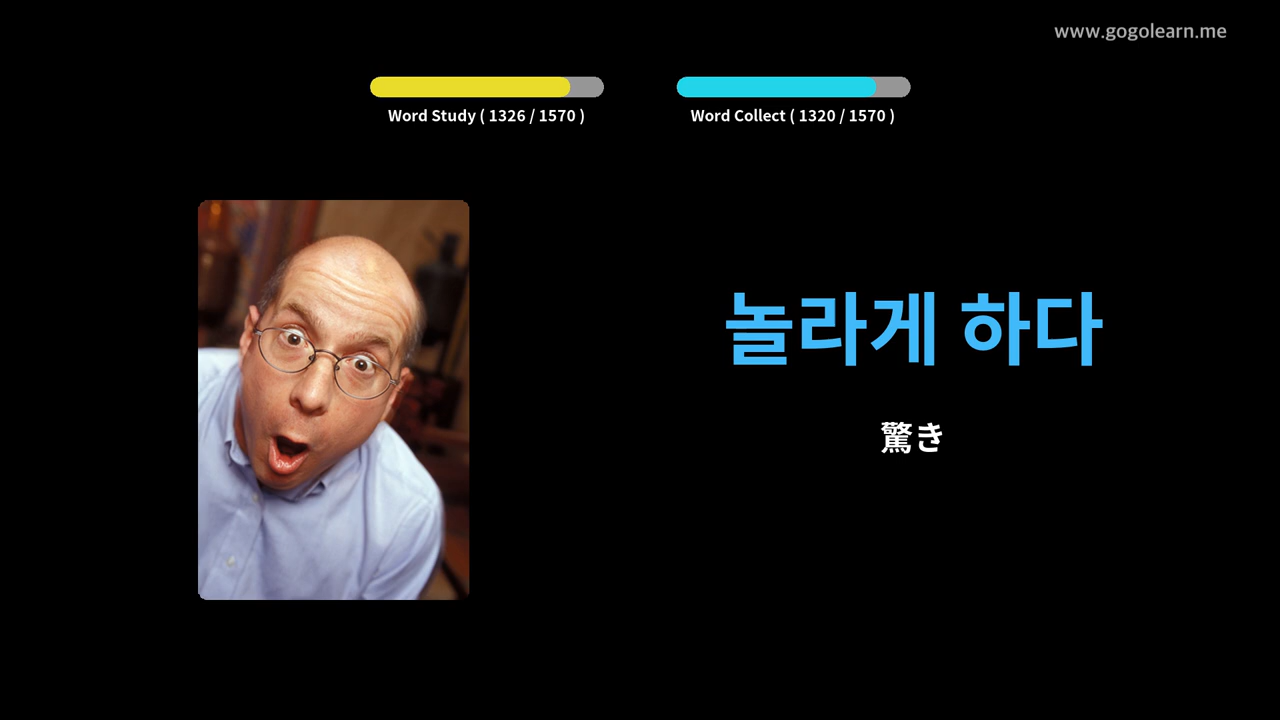 www.gogolearn.me
Word Study ( 1326 / 1570 )
Word Collect ( 1320 / 1570 )
놀라게 하다
驚き